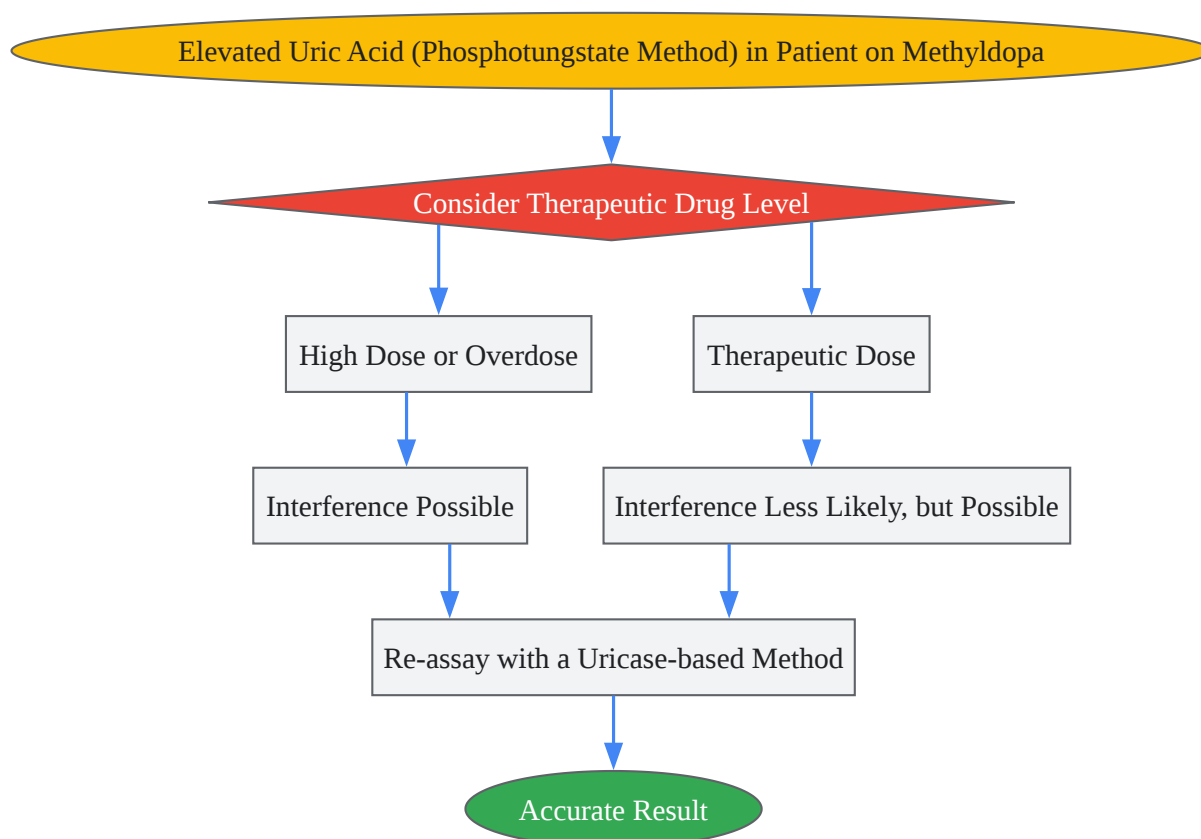 Elevated Uric Acid (Phosphotungstate Method) in Patient on Methyldopa
Consider Therapeutic Drug Level
High Dose or Overdose
Therapeutic Dose
Interference Possible
Interference Less Likely, but Possible
Re-assay with a Uricase-based Method
Accurate Result